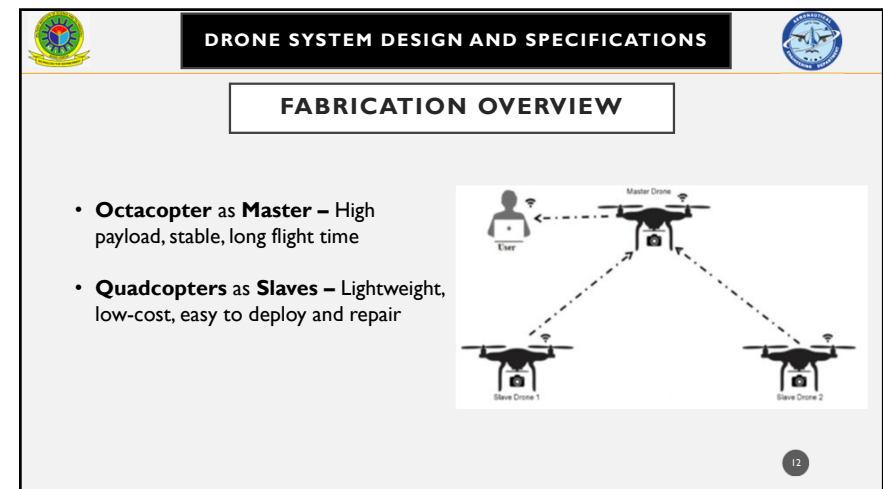 DRONE SYSTEM DESIGN AND SPECIFICATIONS
FABRICATION OVERVIEW
• Octacopter as Master – High
payload, stable, long flight time
• Quadcopters as Slaves – Lightweight,
low-cost, easy to deploy and repair
Master Drone
User
Slave Drone 1
Slave Drone 2
12